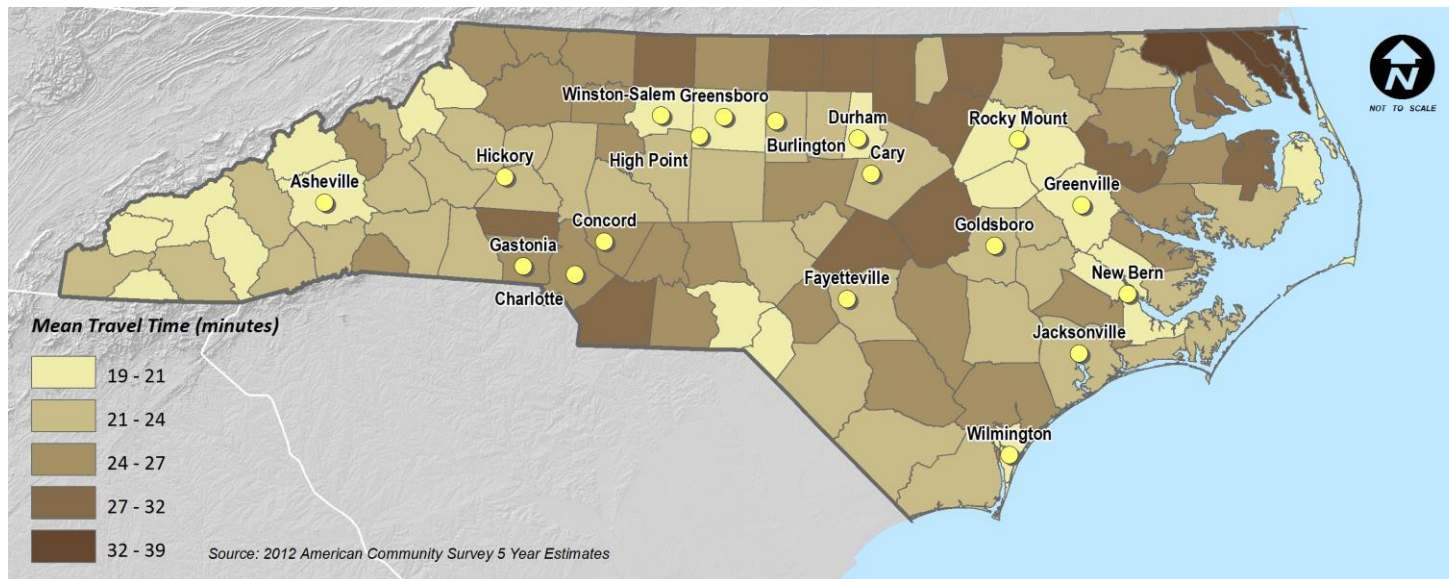 N
NOT TO SCALE
Winston-Salem
Greensboro
Durham
Rocky Mount
High Point
Burlington
Cary
Hickory
Asheville
Greenville
Concord
Goldsboro
Gastonia
Charlotte
Fayetteville
New Bern
Jacksonville
Wilmington
Mean Travel Time (minutes)
19 - 21
21 - 24
24 - 27
27 - 32
32 - 39
Source: 2012 American Community Survey 5 Year Estimates